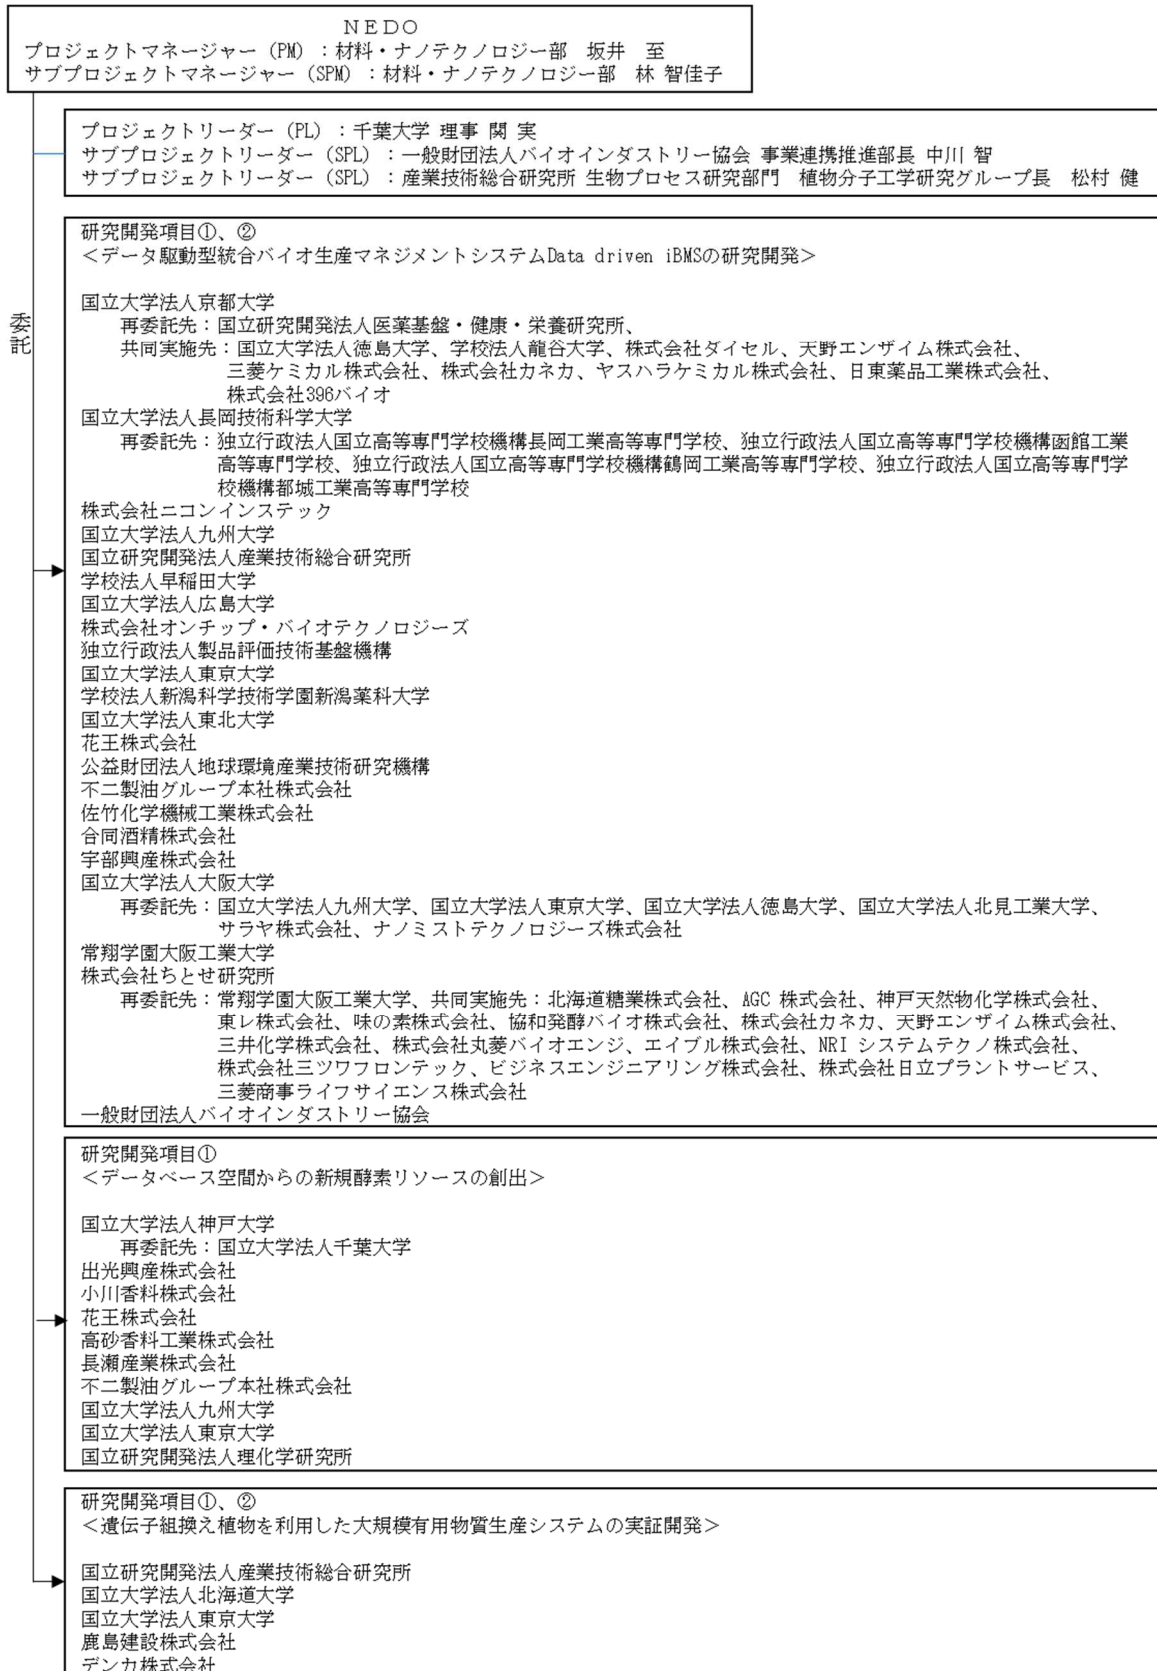 ＮＥＤＯ
プロジェクトマネージャー（PM）：材料・ナノテクノロジー部　坂井　至
サブプロジェクトマネージャー（SPM）：材料・ナノテクノロジー部　林 智佳子
プロジェクトリーダー（PL）：千葉大学 理事 関 実
サブプロジェクトリーダー（SPL）：一般財団法人バイオインダストリー協会 事業連携推進部長 中川 智
サブプロジェクトリーダー（SPL）：産業技術総合研究所 生物プロセス研究部門　植物分子工学研究グループ長　松村 健
委託
研究開発項目①、②
＜データ駆動型統合バイオ生産マネジメントシステムData driven iBMSの研究開発＞
国立大学法人京都大学
再委託先：国立研究開発法人医薬基盤・健康・栄養研究所、
共同実施先：国立大学法人徳島大学、学校法人龍谷大学、株式会社ダイセル、天野エンザイム株式会社、
三菱ケミカル株式会社、株式会社カネカ、ヤスハラケミカル株式会社、日東薬品工業株式会社、
株式会社396バイオ
国立大学法人長岡技術科学大学
再委託先：独立行政法人国立高等専門学校機構長岡工業高等専門学校、独立行政法人国立高等専門学校機構函館工業
高等専門学校、独立行政法人国立高等専門学校機構鶴岡工業高等専門学校、独立行政法人国立高等専門学
校機構都城工業高等専門学校
株式会社ニコンインステック
国立大学法人九州大学
国立研究開発法人産業技術総合研究所
学校法人早稲田大学
国立大学法人広島大学
株式会社オンチップ・バイオテクノロジーズ
独立行政法人製品評価技術基盤機構
国立大学法人東京大学
学校法人新潟科学技術学園新潟薬科大学
国立大学法人東北大学
花王株式会社
公益財団法人地球環境産業技術研究機構
不二製油グループ本社株式会社
佐竹化学機械工業株式会社
合同酒精株式会社
宇部興産株式会社
国立大学法人大阪大学
再委託先：国立大学法人九州大学、国立大学法人東京大学、国立大学法人徳島大学、国立大学法人北見工業大学、
サラヤ株式会社、ナノミストテクノロジーズ株式会社
常翔学園大阪工業大学
株式会社ちとせ研究所
再委託先：常翔学園大阪工業大学、共同実施先：北海道糖業株式会社、AGC 株式会社、神戸天然物化学株式会社、
東レ株式会社、味の素株式会社、協和発酵バイオ株式会社、株式会社カネカ、天野エンザイム株式会社、
三井化学株式会社、株式会社丸菱バイオエンジ、エイブル株式会社、NRI システムテクノ株式会社、
株式会社三ツワフロンテック、ビジネスエンジニアリング株式会社、株式会社日立プラントサービス、
三菱商事ライフサイエンス株式会社
一般財団法人バイオインダストリー協会
研究開発項目①
＜データベース空間からの新規酵素リソースの創出＞
国立大学法人神戸大学
再委託先：国立大学法人千葉大学
出光興産株式会社
小川香料株式会社
花王株式会社
高砂香料工業株式会社
長瀬産業株式会社
不二製油グループ本社株式会社
国立大学法人九州大学
国立大学法人東京大学
国立研究開発法人理化学研究所
研究開発項目①、②
＜遺伝子組換え植物を利用した大規模有用物質生産システムの実証開発＞
国立研究開発法人産業技術総合研究所
国立大学法人北海道大学
国立大学法人東京大学
鹿島建設株式会社
デンカ株式会社